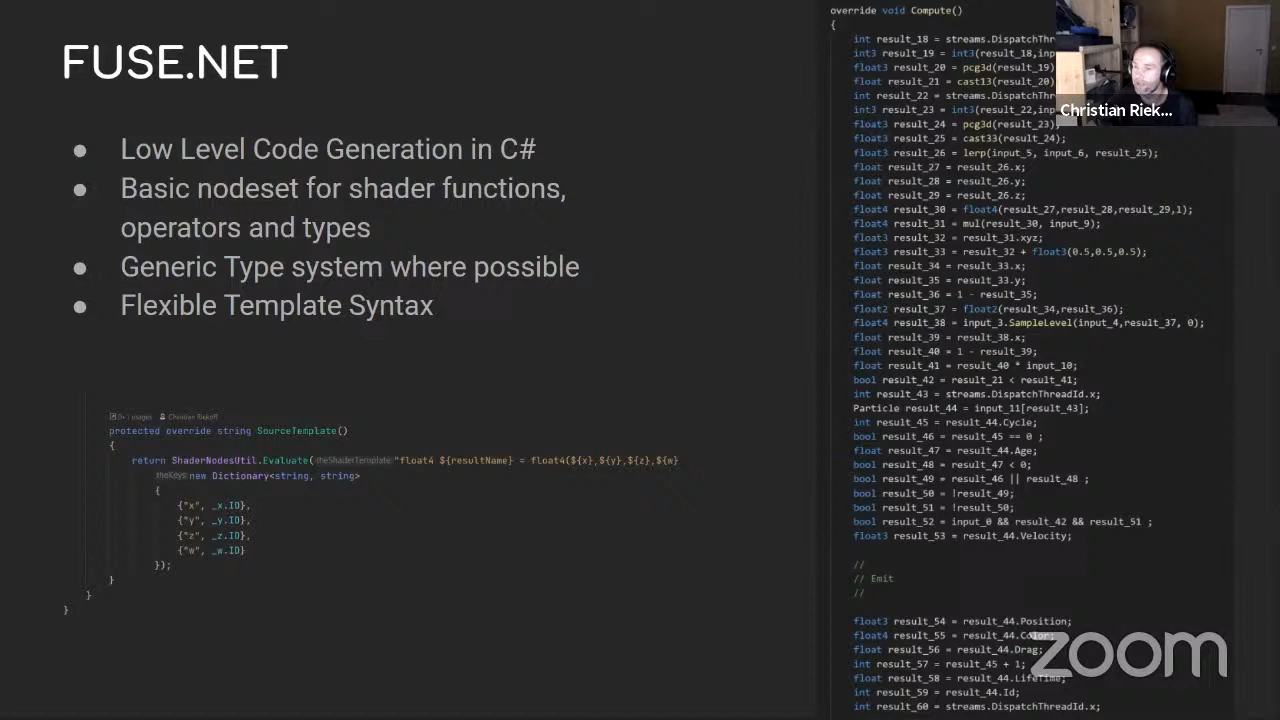 FUSE.NET
● Low Level Code Generation in C#
● Basic nodeset for shader functions,
operators and types
● Generic Type system where possible
● Flexible Template Syntax
0+1 usages Christian Riekoff
protected override string SourceTemplate()
{
return ShaderNodesUtil.Evaluate( theShaderTemplate: "float4 ${resultName} = float4(${x},${y},${z},${w}
theKeys: new Dictionary<string, string>
{
{"x", _x.ID},
{"y", _y.ID},
{"z", _z.ID},
{"w", _w.ID}
});
}
}
}
override void Compute()
{
int result_18 = streams.DispatchThr
int3 result_19 = int3(result_18,inp
float3 result_20 = pcg3d(result_19)
float result_21 = cast13(result_20)
int result_22 = streams.DispatchThr
int3 result_23 = int3(result_22,inp
float3 result_24 = pcg3d(result_23);
float3 result_25 = cast33(result_24);
float3 result_26 = lerp(input_5, input_6, result_25);
float result_27 = result_26.x;
float result_28 = result_26.y;
float result_29 = result_26.z;
float4 result_30 = float4(result_27,result_28,result_29,1);
float4 result_31 = mul(result_30, input_9);
float3 result_32 = result_31.xyz;
float3 result_33 = result_32 + float3(0.5,0.5,0.5);
float result_34 = result_33.x;
float result_35 = result_33.y;
float result_36 = 1 - result_35;
float2 result_37 = float2(result_34,result_36);
float4 result_38 = input_3.SampleLevel(input_4,result_37, 0);
float result_39 = result_38.x;
float result_40 = 1 - result_39;
float result_41 = result_40 * input_10;
bool result_42 = result_21 < result_41;
int result_43 = streams.DispatchThreadId.x;
Particle result_44 = input_11[result_43];
int result_45 = result_44.Cycle;
bool result_46 = result_45 == 0 ;
float result_47 = result_44.Age;
bool result_48 = result_47 < 0;
bool result_49 = result_46 || result_48 ;
bool result_50 = !result_49;
bool result_51 = !result_50;
bool result_52 = input_0 && result_42 && result_51 ;
float3 result_53 = result_44.Velocity;
//
// Emit
//
float3 result_54 = result_44.Position;
float4 result_55 = result_44.Color;
float result_56 = result_44.Drag;
int result_57 = result_45 + 1;
float result_58 = result_44.LifeTime;
int result_59 = result_44.Id;
int result_60 = streams.DispatchThreadId.x;
Christian Riek...
zoom